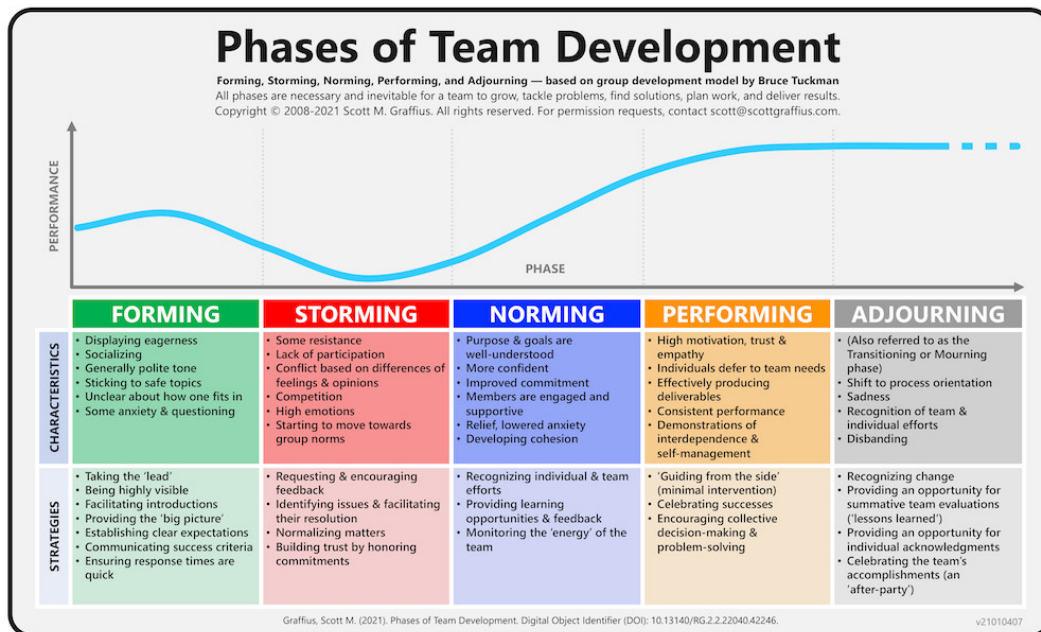 Phases of Team Development
Forming, Storming, Norming, Performing, and Adjourning — based on group development model by Bruce Tuckman
All phases are necessary and inevitable for a team to grow, tackle problems, find solutions, plan work, and deliver results.
Copyright © 2008-2021 Scott M. Graffius. All rights reserved. For permission requests, contact scott@scottgraffius.com.
PERFORMANCE
PHASE
FORMING
STORMING
NORMING
PERFORMING
ADJOURNING
CHARACTERISTICS
• Displaying eagerness
• Socializing
• Generally polite tone
• Sticking to safe topics
• Unclear about how one fits in
• Some anxiety & questioning
• Some resistance
• Lack of participation
• Conflict based on differences of
feelings & opinions
• Competition
• High emotions
• Starting to move towards
group norms
• Purpose & goals are
well-understood
• More confident
• Improved commitment
• Members are engaged and
supportive
• Relief, lowered anxiety
• Developing cohesion
• High motivation, trust &
empathy
• Individuals defer to team needs
• Effectively producing
deliverables
• Consistent performance
• Demonstrations of
interdependence &
self-management
• (Also referred to as the
Transitioning or Mourning
phase)
• Shift to process orientation
• Sadness
• Recognition of team &
individual efforts
• Disbanding
STRATEGIES
• Taking the ‘lead’
• Being highly visible
• Facilitating introductions
• Providing the ‘big picture’
• Establishing clear expectations
• Communicating success criteria
• Ensuring response times are
quick
• Requesting & encouraging
feedback
• Identifying issues & facilitating
their resolution
• Normalizing matters
• Building trust by honoring
commitments
• Recognizing individual & team
efforts
• Providing learning
opportunities & feedback
• Monitoring the ‘energy’ of the
team
• ‘Guiding from the side’
(minimal intervention)
• Celebrating successes
• Encouraging collective
decision-making &
problem-solving
• Recognizing change
• Providing an opportunity for
summative team evaluations
(‘lessons learned’)
• Providing an opportunity for
individual acknowledgments
• Celebrating the team’s
accomplishments (an
‘after-party’)
Graffius, Scott M. (2021). Phases of Team Development. Digital Object Identifier (DOI): 10.13140/RG.2.2.22040.42246.
v21010407